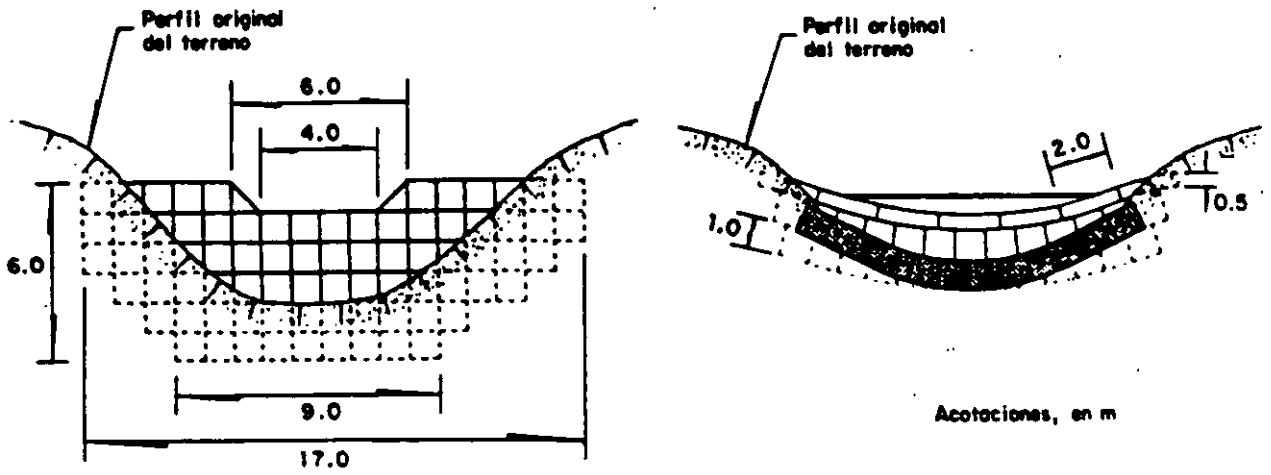 Perfil original
del terreno
6.0
4.0
6.0
9.0
17.0
Perfil original
del terreno
2.0
1.0
0.5
Acotaciones, en m